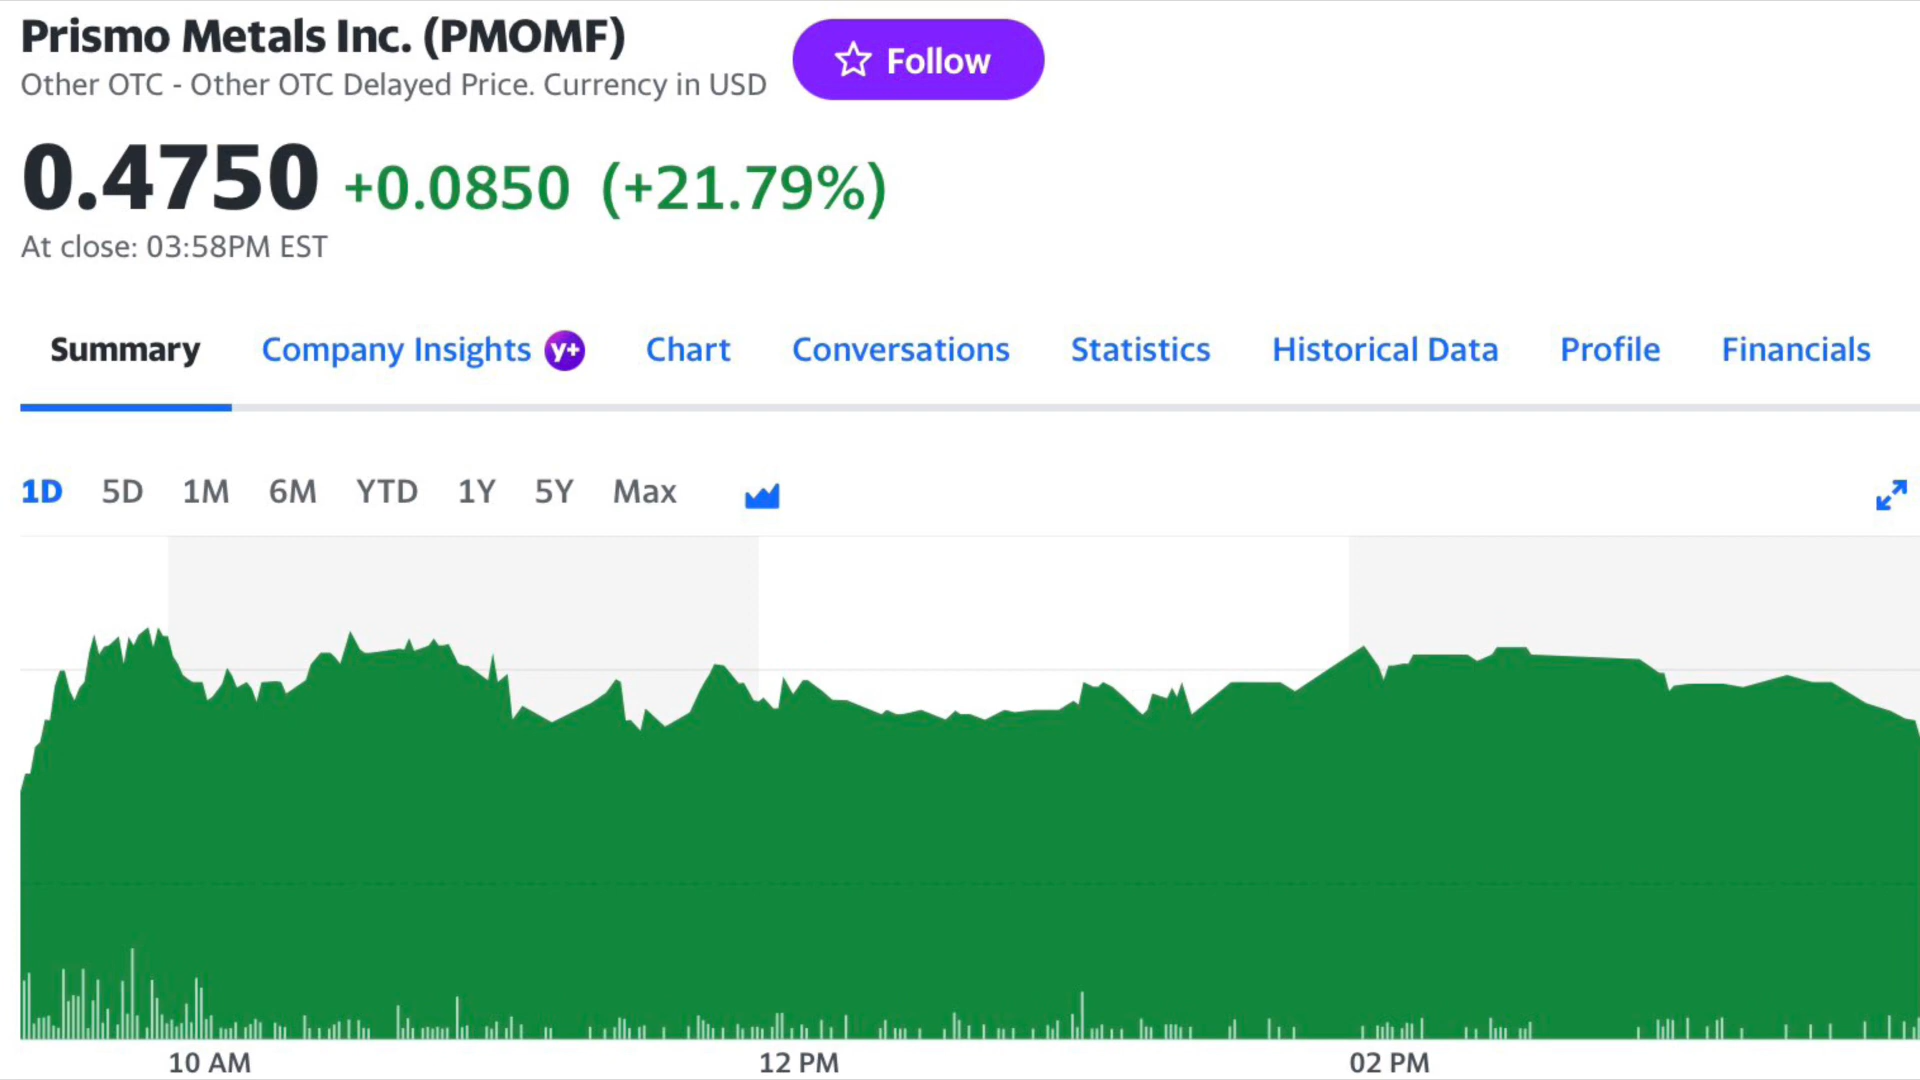 Prismo Metals Inc. (PMOMF)
Other OTC - Other OTC Delayed Price. Currency in USD
Follow
0.4750 +0.0850 (+21.79%)
At close: 03:58PM EST
Summary Company Insights y+ Chart Conversations Statistics Historical Data Profile Financials
1D 5D 1M 6M YTD 1Y 5Y Max
10 AM 12 PM 02 PM